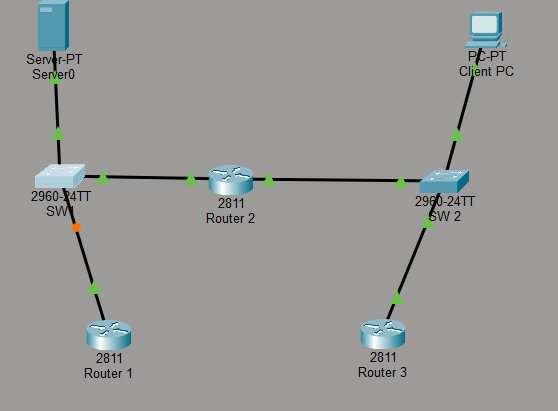 Server-PT
Server0
PC-PT
Client PC
2960-24TT
SW1
2811
Router 2
2960-24TT
SW 2
2811
Router 1
2811
Router 3